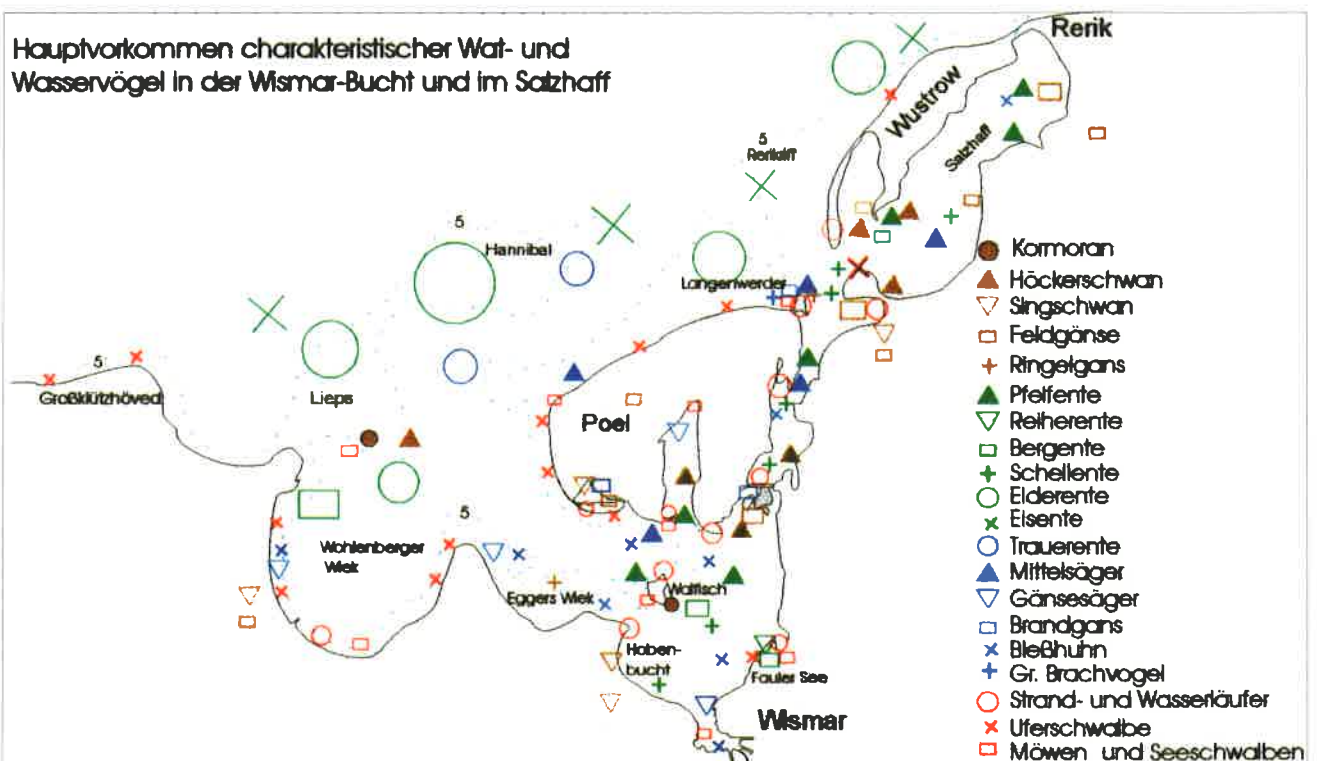 Hauptvorkommen charakteristischer Wat- und
Wasservögel in der Wismar-Bucht und im Salzhaff
Rerik
Wustrow
Salzhaff
5
Rerikriff
5
Hannibal
Langenwerder
5
Großklützhöved
Lieps
Poel
5
Wohlenberger
Wiek
Eggers Wiek
Walfisch
Hoben-
bucht
Fauler See
Wismar
Kormoran
Höckerschwan
Singschwan
Feldgänse
Ringelgans
Pfeifente
Reiherente
Bergente
Schellente
Eiderente
Eisente
Trauerente
Mittelsäger
Gänsesäger
Brandgans
Bleßhuhn
Gr. Brachvogel
Strand- und Wasserläufer
Uferschwalbe
Möwen und Seeschwalben